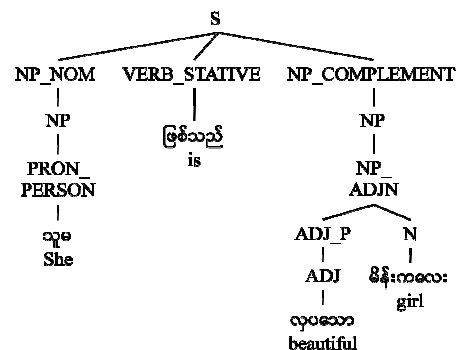 S
NP_NOM VERB_STATIVE NP_COMPLEMENT
NP ဖြစ်သည် NP
is
PRON_
PERSON
NP_
ADJN
သူမ
She
ADJ_P N
ADJ မိန်းကလေး
girl
လှပသော
beautiful